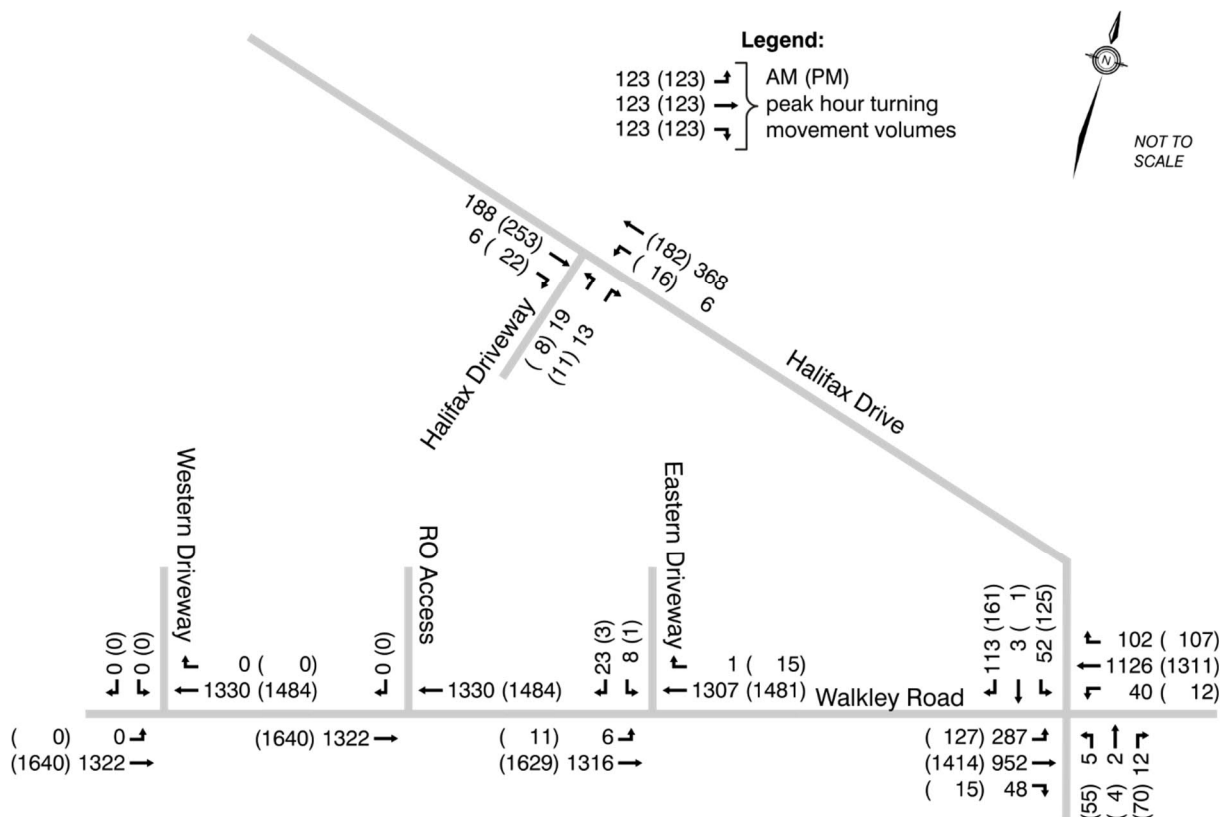 Legend:
123 (123)
123 (123)
123 (123)
AM (PM)
peak hour turning
movement volumes
N
NOT TO
SCALE
188 (253)
6 ( 22)
(182) 368
( 16) 6
( 8) 19
(11) 13
Halifax Driveway
Halifax Drive
Western Driveway
0 (0)
0 (0)
0 ( 0)
1330 (1484)
( 0) 0
(1640) 1322
RO Access
0 (0)
1330 (1484)
(1640) 1322
Eastern Driveway
23 (3)
8 (1)
1 ( 15)
1307 (1481)
( 11) 6
(1629) 1316
Walkley Road
113 (161)
3 ( 1)
52 (125)
102 ( 107)
1126 (1311)
40 ( 12)
( 127) 287
(1414) 952
( 15) 48
(55) 5
( 4) 2
(70) 12